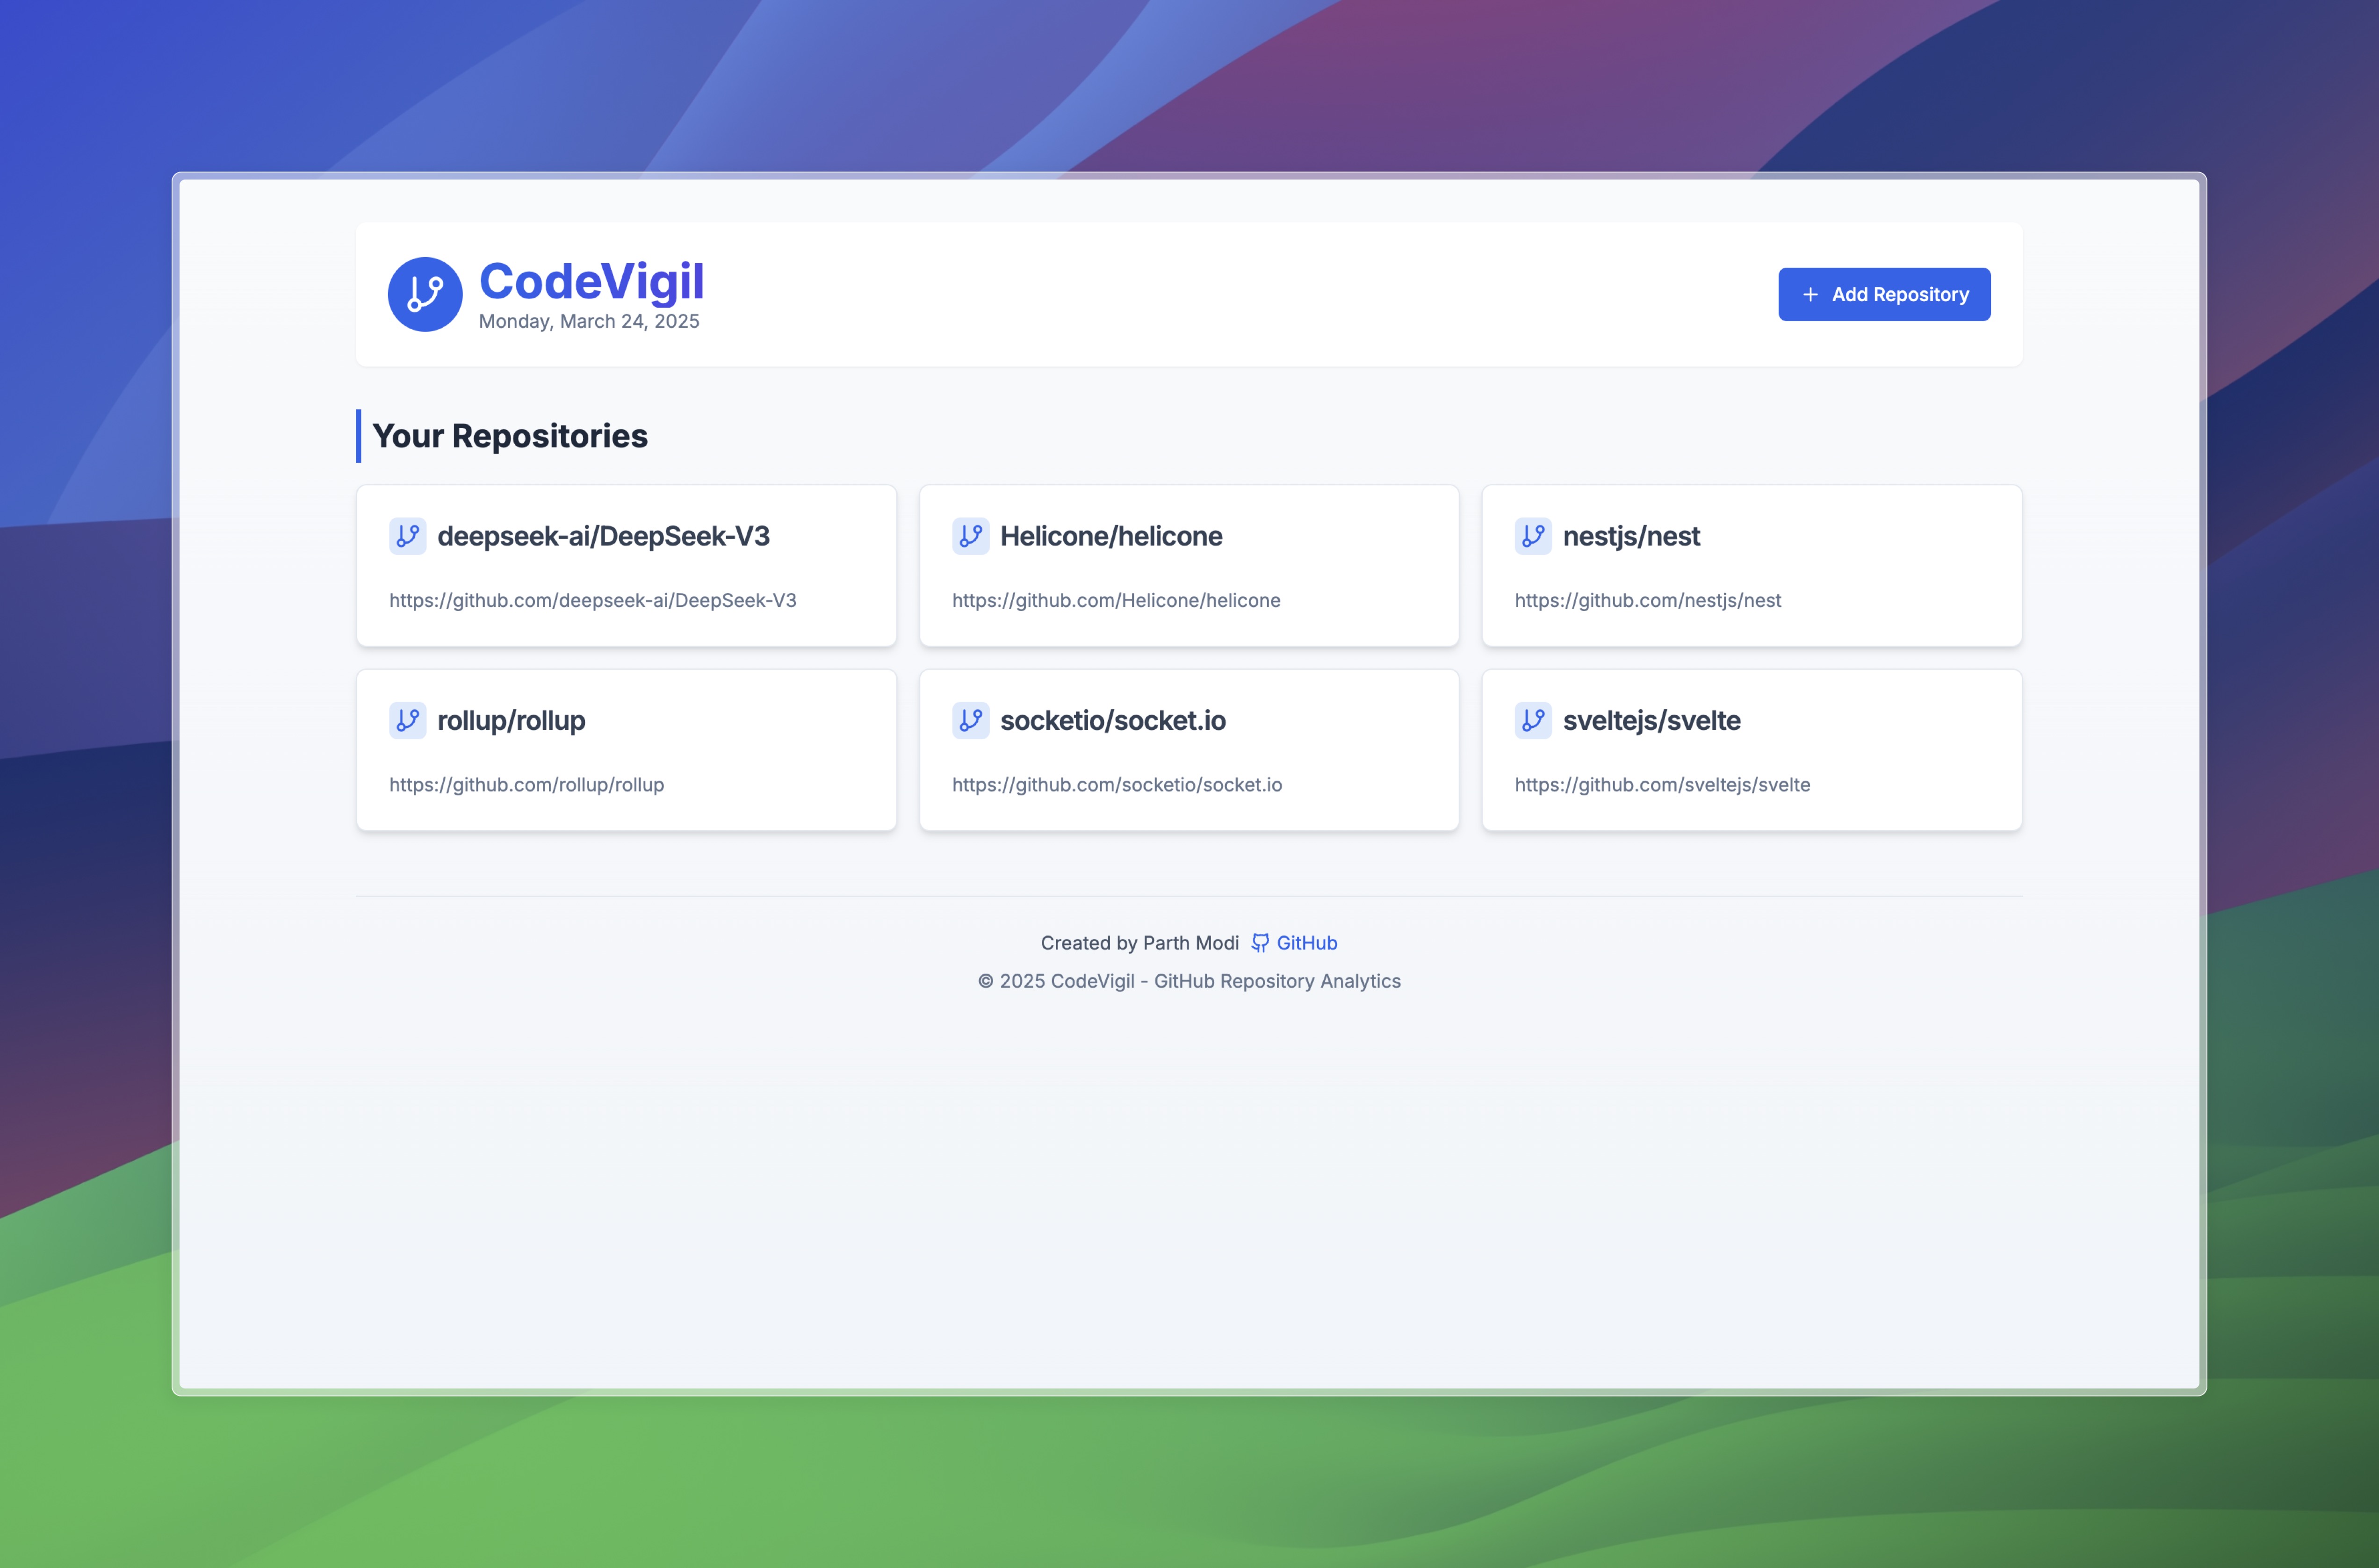 CodeVigil
Monday, March 24, 2025
Add Repository
Your Repositories
deepseek-ai/DeepSeek-V3
https://github.com/deepseek-ai/DeepSeek-V3
Helicone/helicone
https://github.com/Helicone/helicone
nestjs/nest
https://github.com/nestjs/nest
rollup/rollup
https://github.com/rollup/rollup
socketio/socket.io
https://github.com/socketio/socket.io
sveltejs/svelte
https://github.com/sveltejs/svelte
Created by Parth Modi GitHub
© 2025 CodeVigil - GitHub Repository Analytics